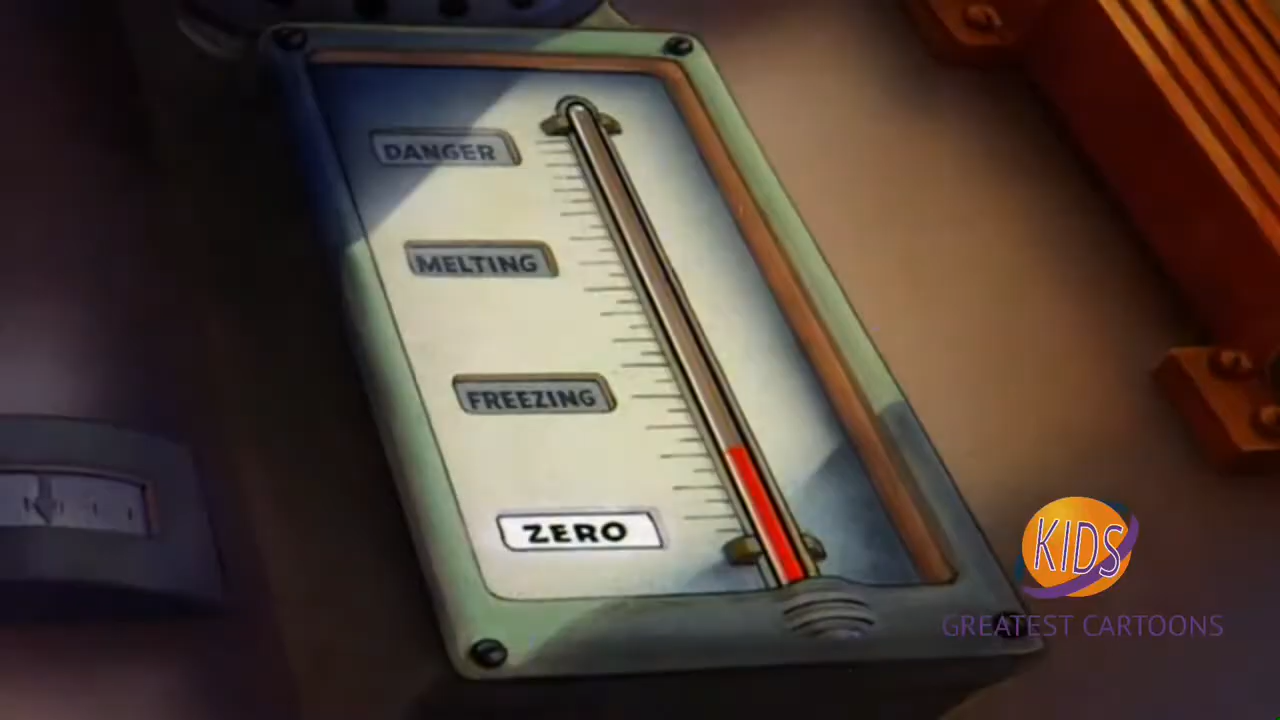 DANGER
MELTING
FREEZING
ZERO
KIDS
GREATEST CARTOONS